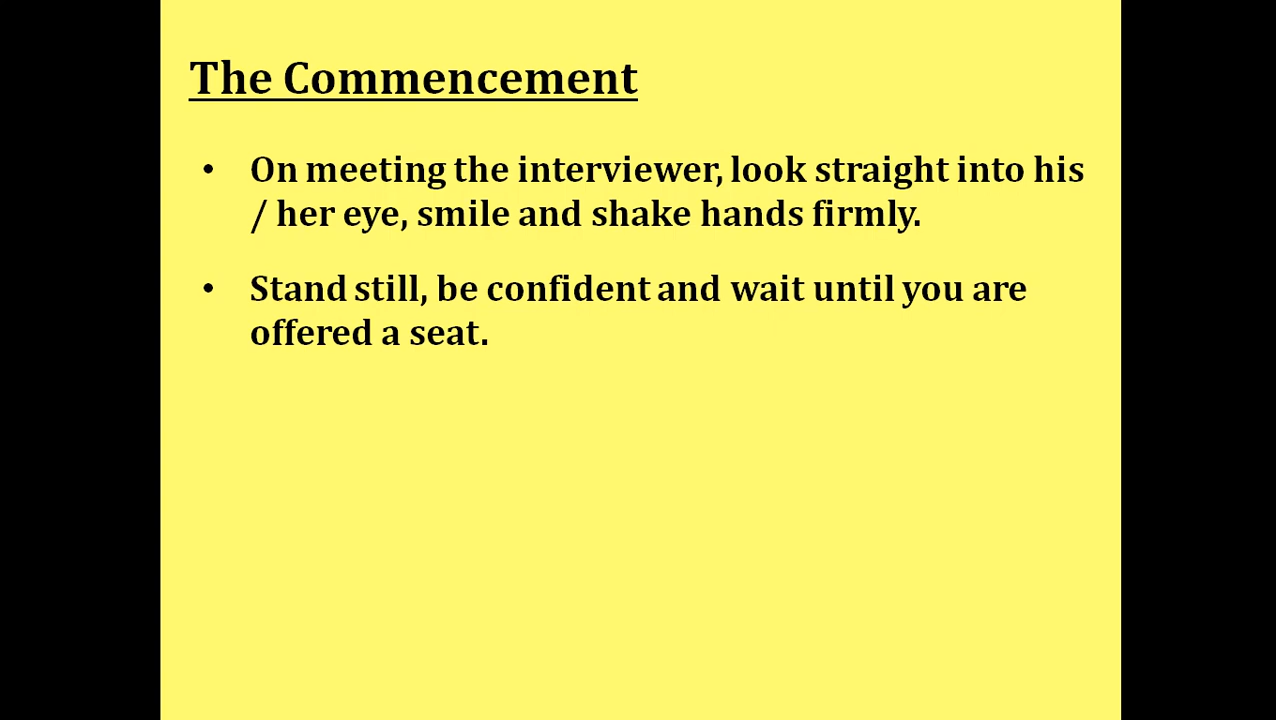 The Commencement
• On meeting the interviewer, look straight into his
/ her eye, smile and shake hands firmly.
• Stand still, be confident and wait until you are
offered a seat.